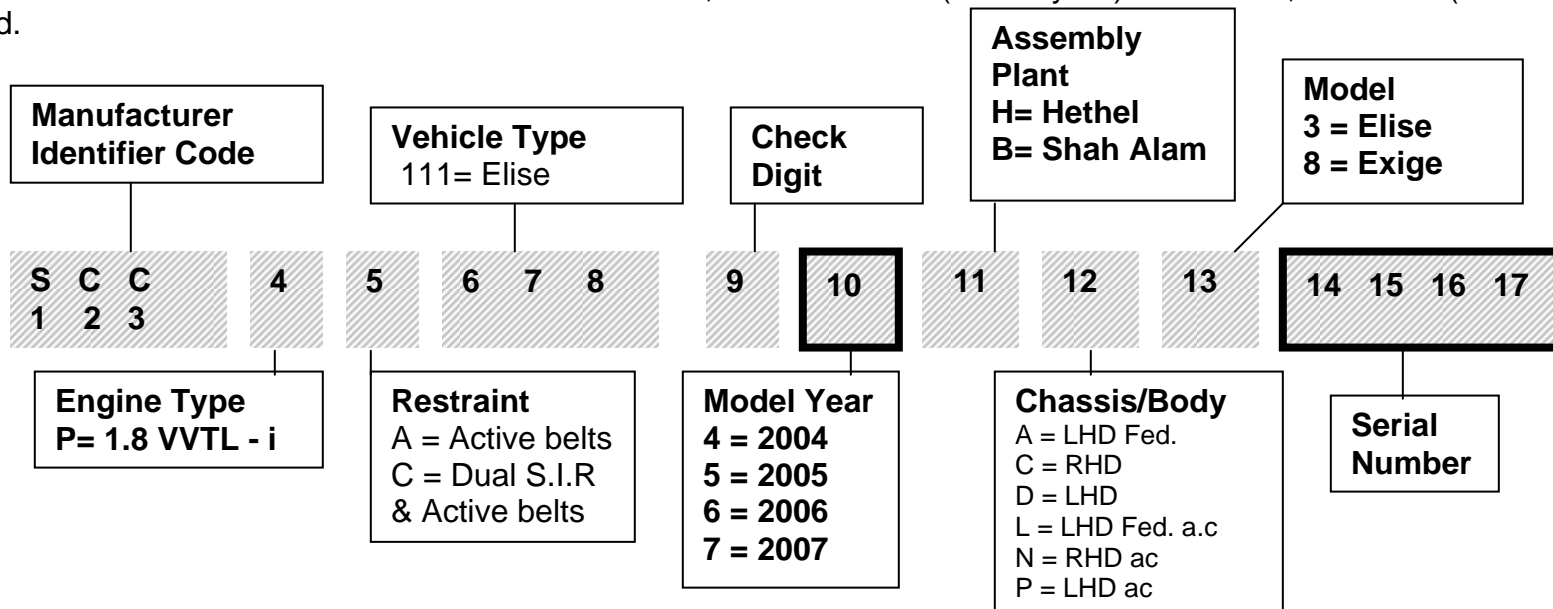 d.
Assembly
Plant
H= Hethel
B= Shah Alam
Manufacturer
Identifier Code
Vehicle Type
111= Elise
Check
Digit
Model
3 = Elise
8 = Exige
S C C 4 5 6 7 8 9 10 11 12 13 14 15 16 17
1 2 3
Engine Type
P= 1.8 VVTL - i
Restraint
A = Active belts
C = Dual S.I.R
& Active belts
Model Year
4 = 2004
5 = 2005
6 = 2006
7 = 2007
Chassis/Body
A = LHD Fed.
C = RHD
D = LHD
L = LHD Fed. a.c
N = RHD ac
P = LHD ac
Serial
Number